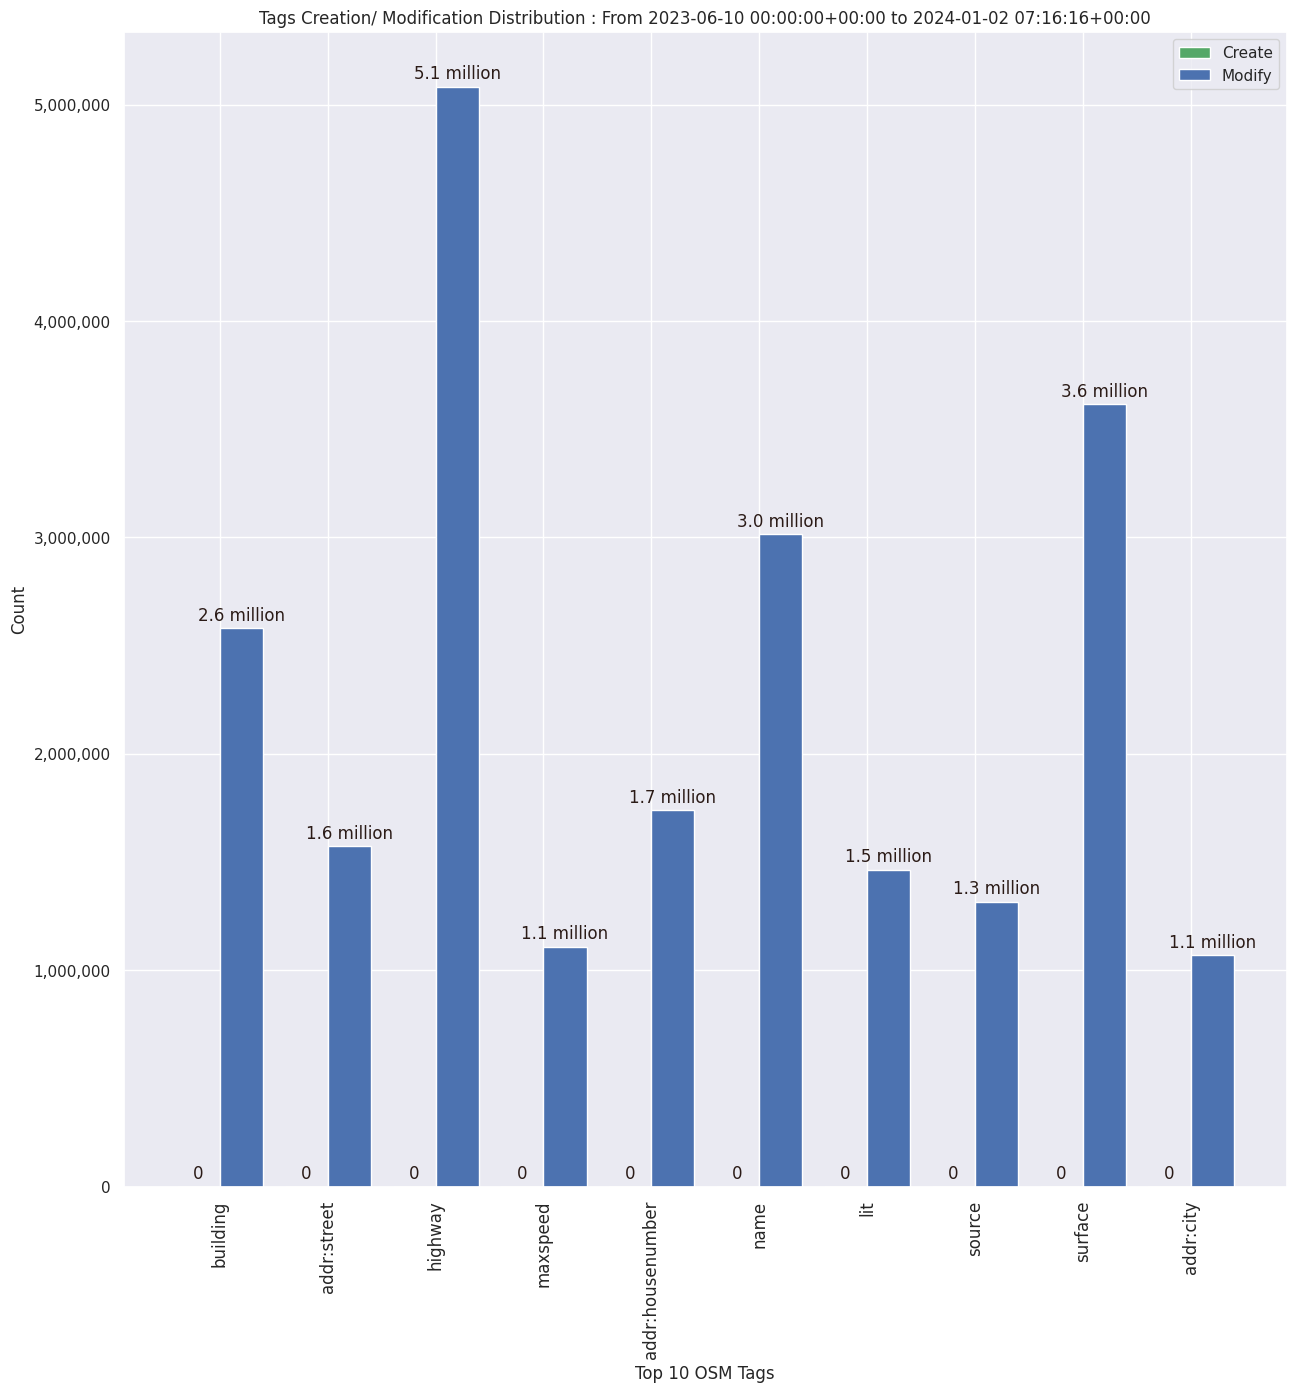 Tags Creation/ Modification Distribution : From 2023-06-10 00:00:00+00:00 to 2024-01-02 07:16:16+00:00
Create
Modify
5.1 million
5,000,000
4,000,000
3.6 million
3.0 million
3,000,000
2.6 million
2,000,000
1.7 million
1.6 million
1.5 million
1.3 million
1.1 million
1.1 million
1,000,000
0 0 0 0 0 0 0 0 0 0
0
Count
building
addr:street
highway
maxspeed
addr:housenumber
name
lit
source
surface
addr:city
Top 10 OSM Tags